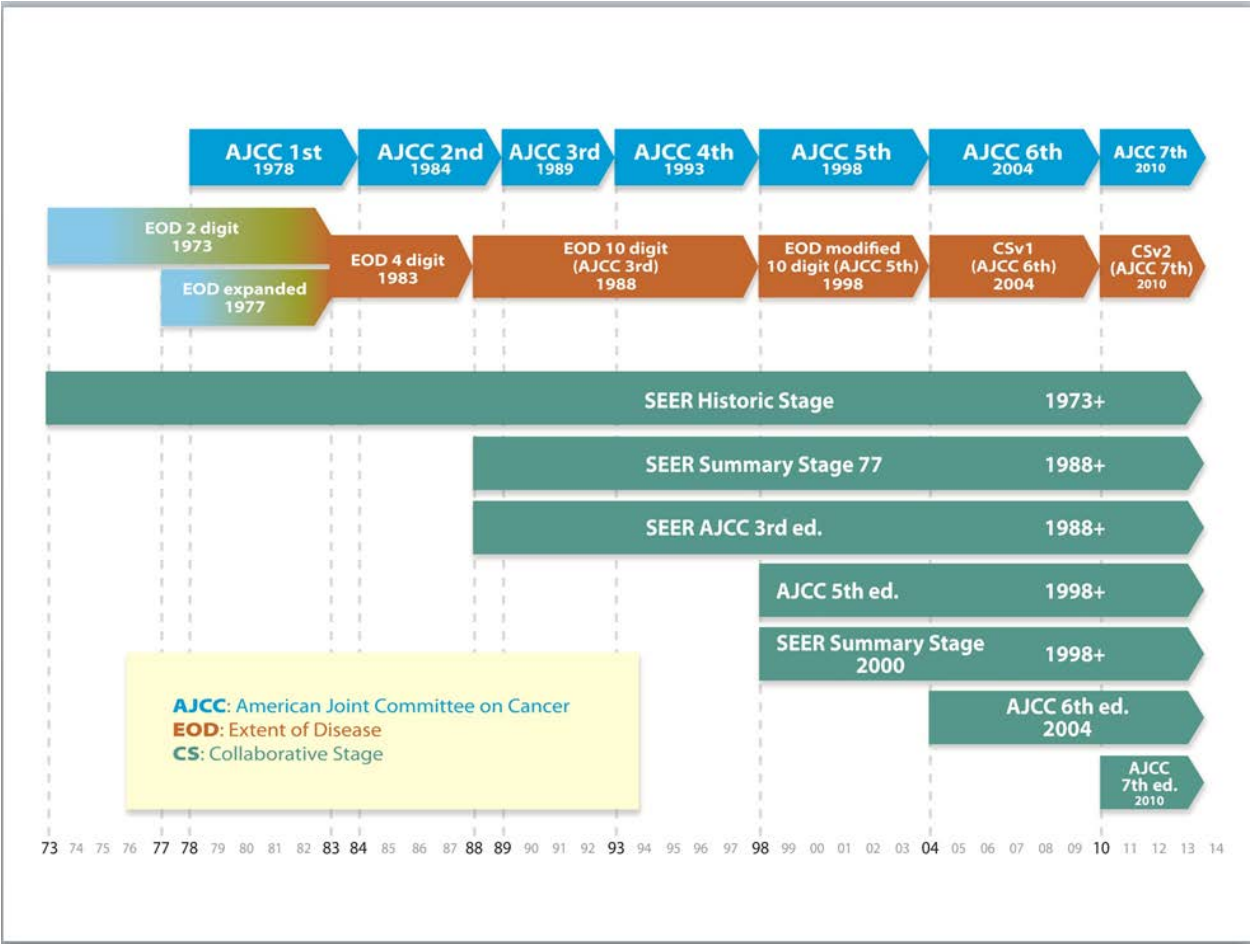 AJCC 1st
1978
AJCC 2nd
1984
AJCC 3rd
1989
AJCC 4th
1993
AJCC 5th
1998
AJCC 6th
2004
AJCC 7th
2010
EOD 2 digit
1973
EOD expanded
1977
EOD 4 digit
1983
EOD 10 digit
(AJCC 3rd)
1988
EOD modified
10 digit (AJCC 5th)
1998
CSv1
(AJCC 6th)
2004
CSv2
(AJCC 7th)
2010
SEER Historic Stage 1973+
SEER Summary Stage 77 1988+
SEER AJCC 3rd ed. 1988+
AJCC 5th ed. 1998+
SEER Summary Stage
2000
1998+
AJCC 6th ed.
2004
AJCC
7th ed.
2010
AJCC: American Joint Committee on Cancer
EOD: Extent of Disease
CS: Collaborative Stage
73 74 75 76 77 78 79 80 81 82 83 84 85 86 87 88 89 90 91 92 93 94 95 96 97 98 99 00 01 02 03 04 05 06 07 08 09 10 11 12 13 14